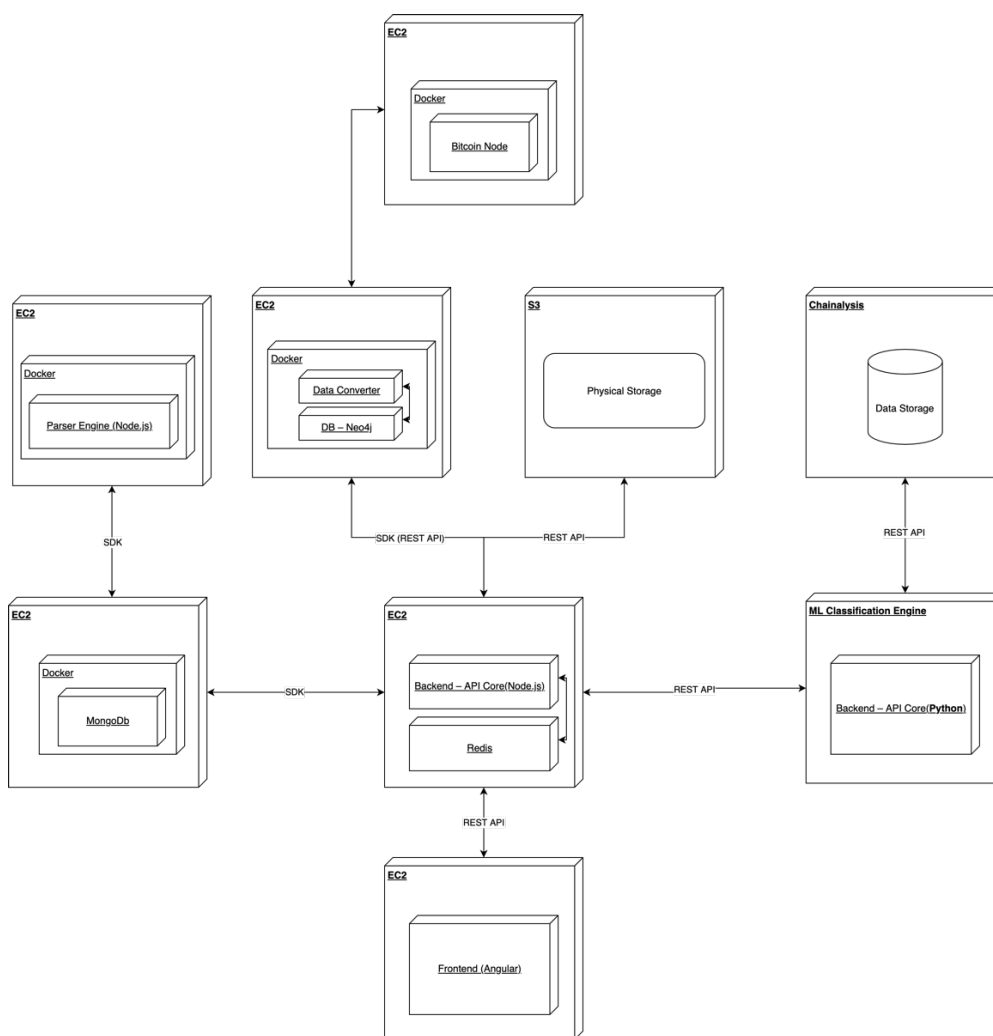 EC2
Docker
Bitcoin Node
EC2
Docker
Parser Engine (Node.js)
EC2
Docker
Data Converter
DB – Neo4j
S3
Physical Storage
Chainalysis
Data Storage
SDK
SDK (REST API)
REST API
REST API
EC2
Docker
MongoDb
SDK
EC2
Backend – API Core(Node.js)
Redis
REST API
ML Classification Engine
Backend – API Core(Python)
REST API
EC2
Frontend (Angular)